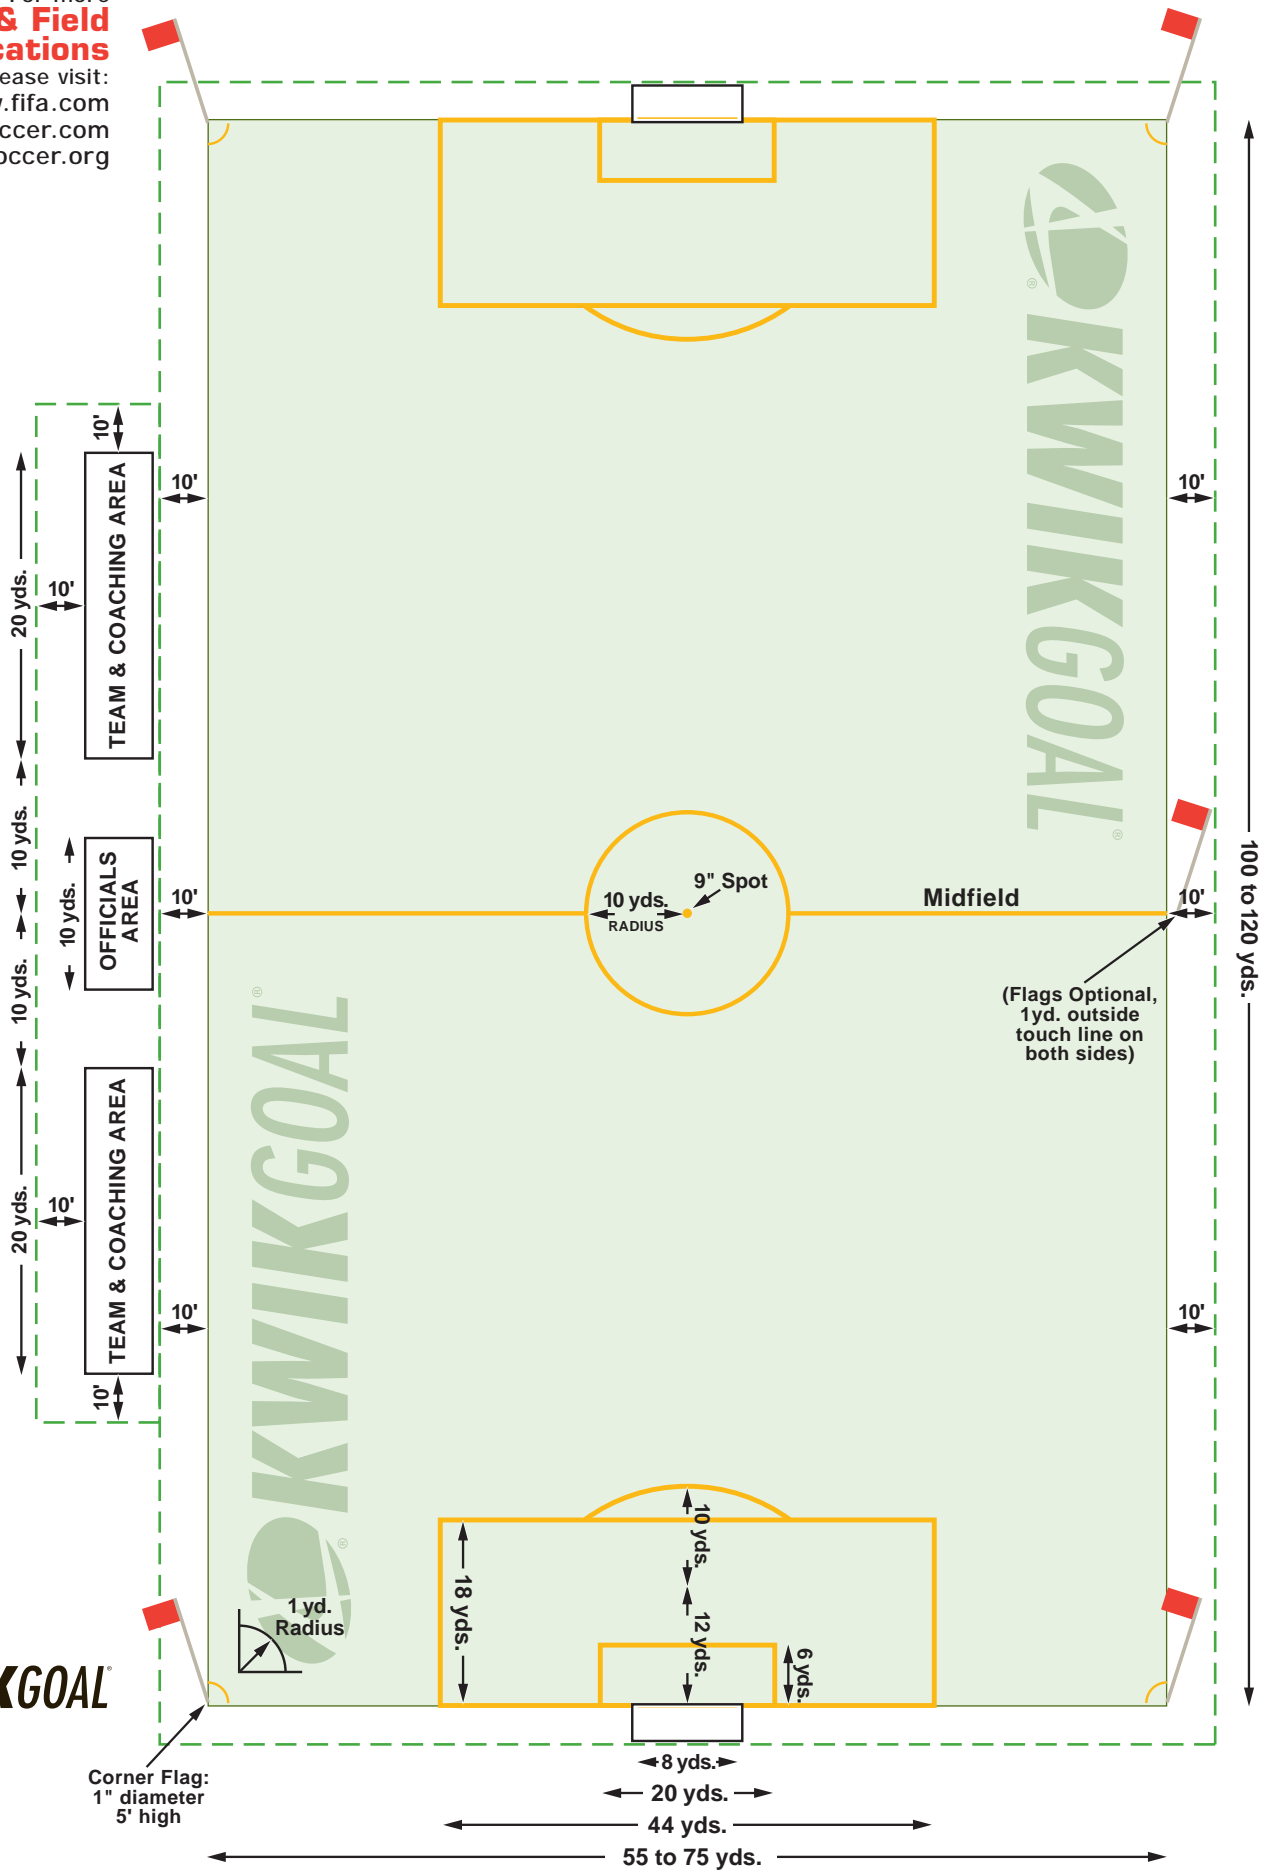 & Field
ease visit:
.fifa.com
ccer.com
occer.org
KWIKGOAL®
10'
10'
10'
20 yds.
TEAM & COACHING AREA
10'
10 yds.
OFFICIALS
AREA
10 yds.
10'
9" Spot
10 yds.
RADIUS
Midfield
10'
100 to 120 yds.
(Flags Optional,
1yd. outside
touch line on
both sides)
10 yds.
KWIKGOAL®
20 yds.
10'
TEAM & COACHING AREA
10'
10'
10'
10 yds.
18 yds.
12 yds.
6 yds.
1 yd.
Radius
KGOAL®
Corner Flag:
1" diameter
5' high
8 yds.
20 yds.
44 yds.
55 to 75 yds.